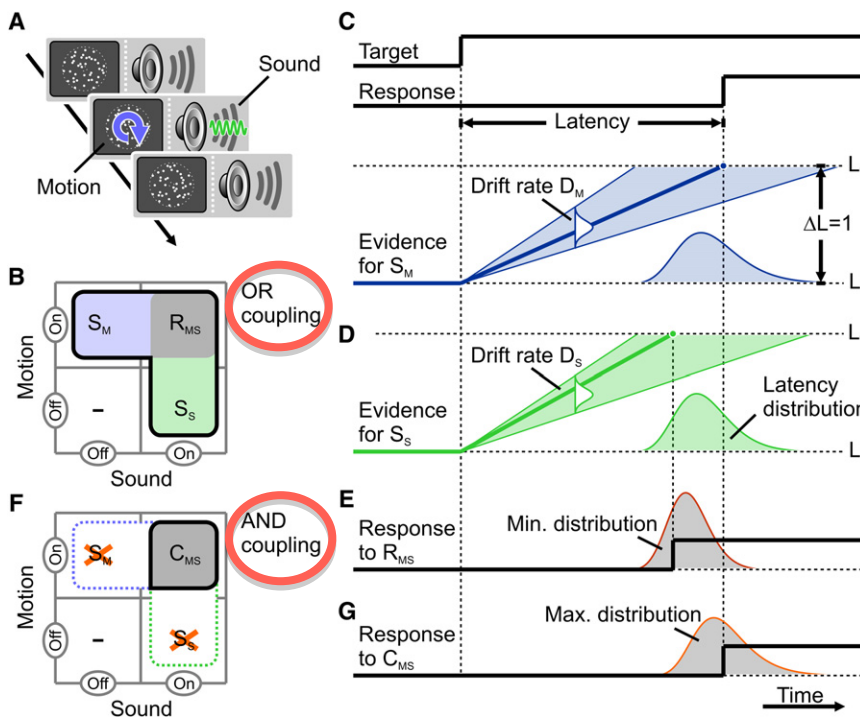 A
Sound
Motion
B
OR
coupling
On
S_M
R_MS
Motion
Off
–
S_S
Off
On
Sound
F
AND
coupling
On
S_M
C_MS
Motion
Off
–
S_S
Off
On
Sound
C
Target
Response
Latency
L
Drift rate D_M
ΔL=1
Evidence
for S_M
L
D
L
Drift rate D_S
Latency
distribution
Evidence
for S_S
L
E
Response
to R_MS
Min. distribution
G
Max. distribution
Response
to C_MS
Time